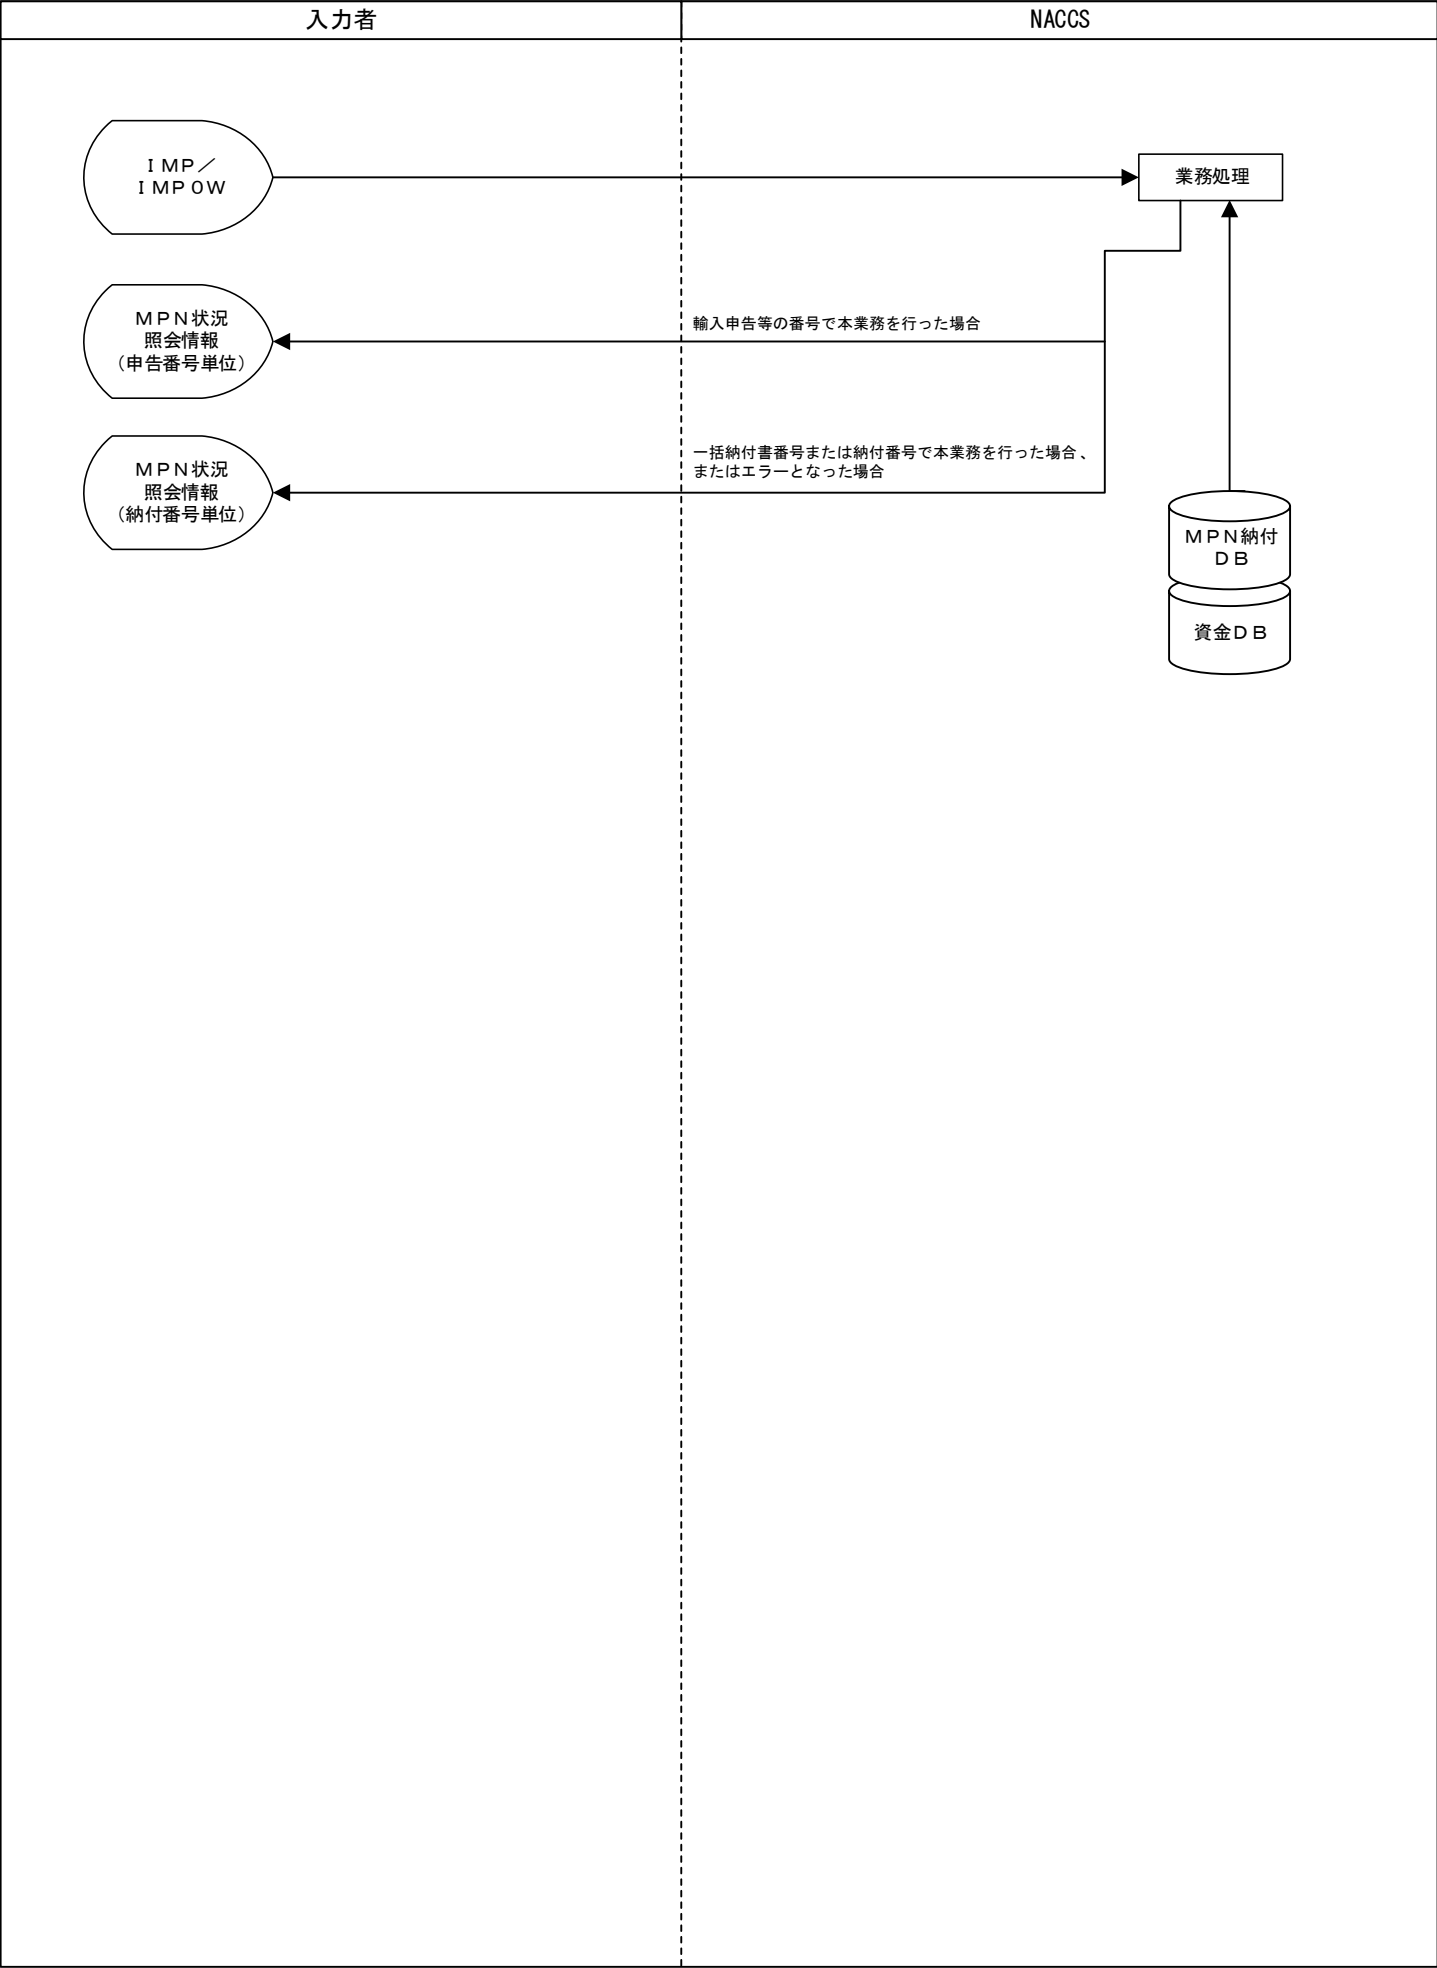 入力者
NACCS
ＩＭＰ／
ＩＭＰ０Ｗ
業務処理
ＭＰＮ状況
照会情報
（申告番号単位）
輸入申告等の番号で本業務を行った場合
ＭＰＮ状況
照会情報
（納付番号単位）
一括納付書番号または納付番号で本業務を行った場合、
またはエラーとなった場合
ＭＰＮ納付
ＤＢ
資金ＤＢ